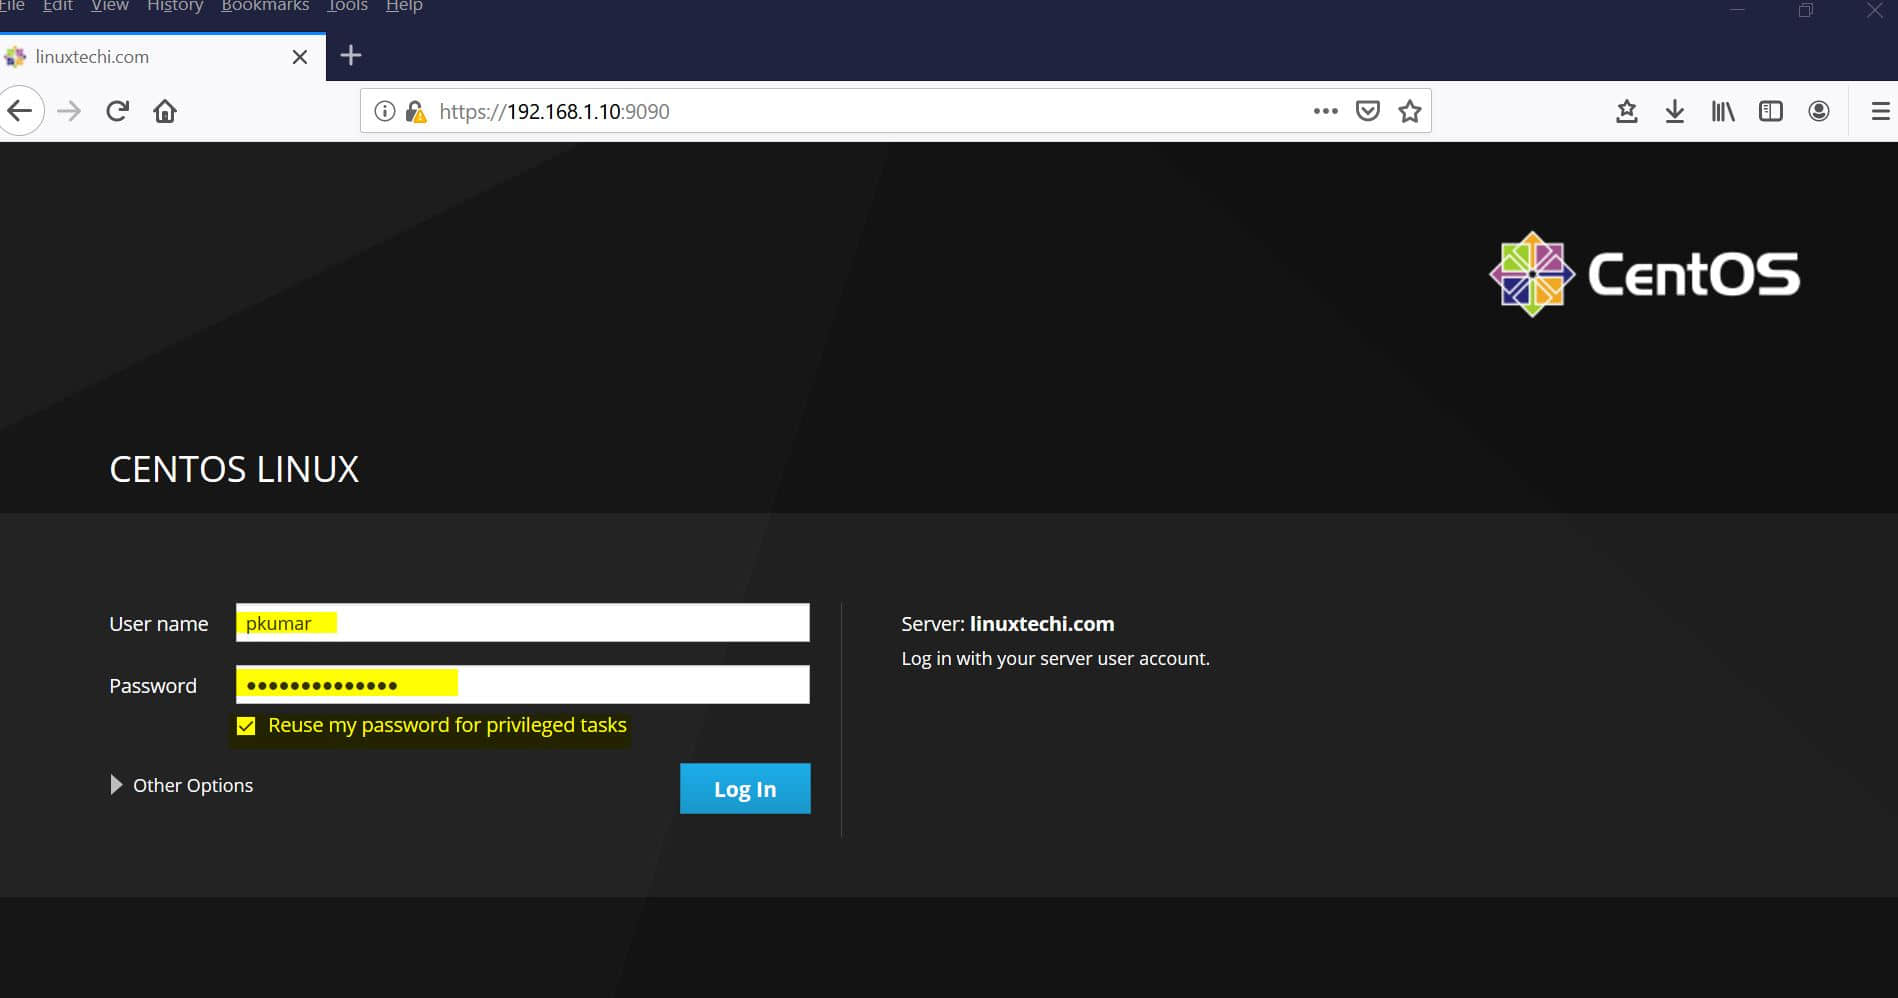 File Edit View History Bookmarks Tools Help
linuxtechi.com
https://192.168.1.10:9090
CentOS
CENTOS LINUX
User name pkumar
Server: linuxtechi.com
Log in with your server user account.
Password ••••••••••••••
Reuse my password for privileged tasks
Other Options
Log In